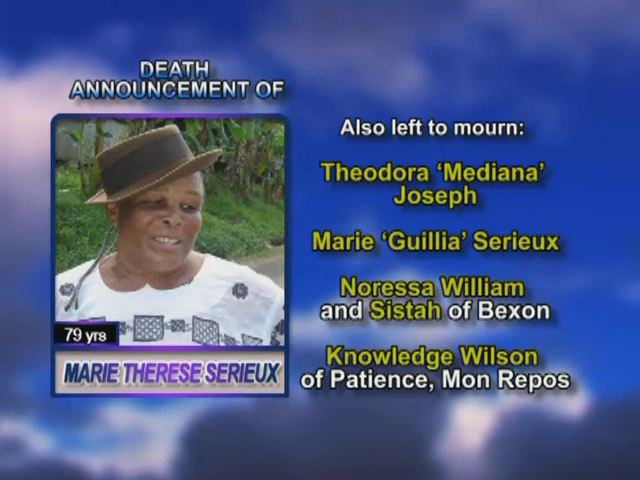 DEATH
ANNOUNCEMENT OF
79 yrs
MARIE THERESE SERIEUX
Also left to mourn:
Theodora ‘Mediana’
Joseph
Marie ‘Guillia’ Serieux
Noressa William
and Sistah of Bexon
Knowledge Wilson
of Patience, Mon Repos